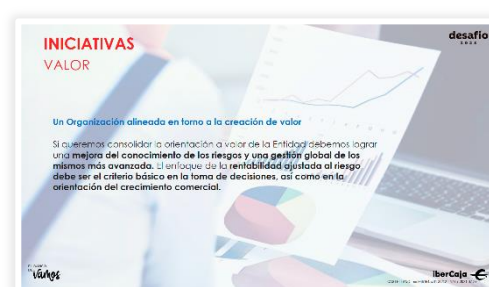 INICIATIVAS
VALOR
desafío
Un Organización alineada en torno a la creación de valor
Si queremos consolidar la orientación a valor de la Entidad debemos lograr
una mejora del conocimiento de los riesgos y una gestión global de los
mismos más avanzada. El enfoque de la rentabilidad ajustada al riesgo
debe ser el criterio básico en la toma de decisiones, así como en la
orientación del crecimiento comercial.
vamos
iberCaja